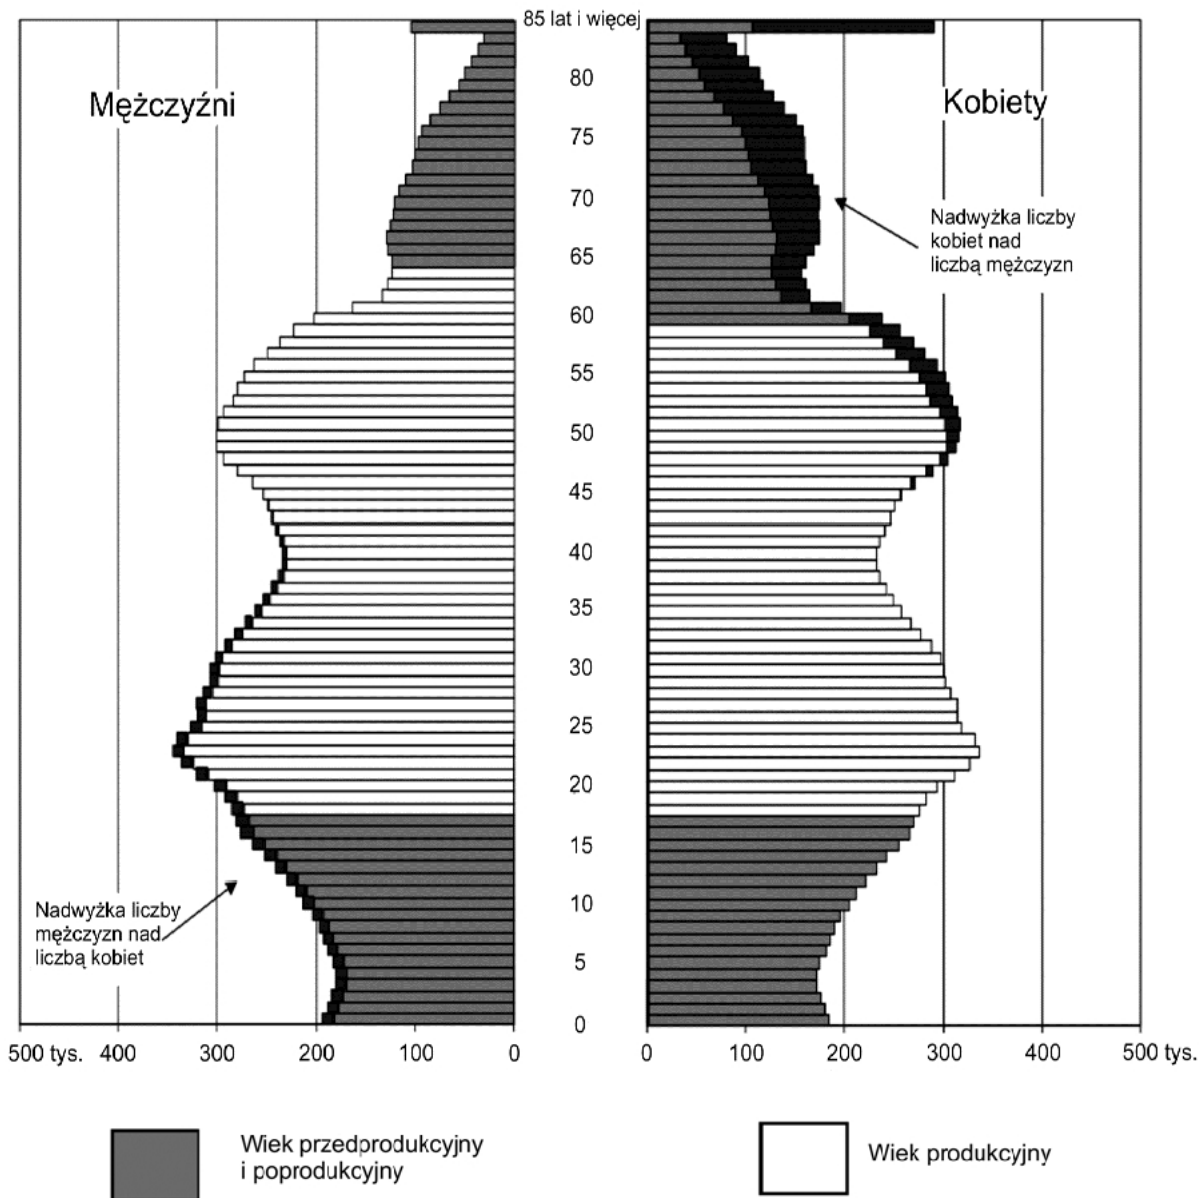 85 lat i więcej
Mężczyźni
Kobiety
80
75
70
65
60
55
50
45
40
35
30
25
20
15
10
5
0
Nadwyżka liczby
kobiet nad
liczbą mężczyzn
Nadwyżka liczby
mężczyzn nad
liczbą kobiet
500 tys. 400 300 200 100 0
0 100 200 300 400 500 tys.
Wiek przedprodukcyjny
i poprodukcyjny
Wiek produkcyjny